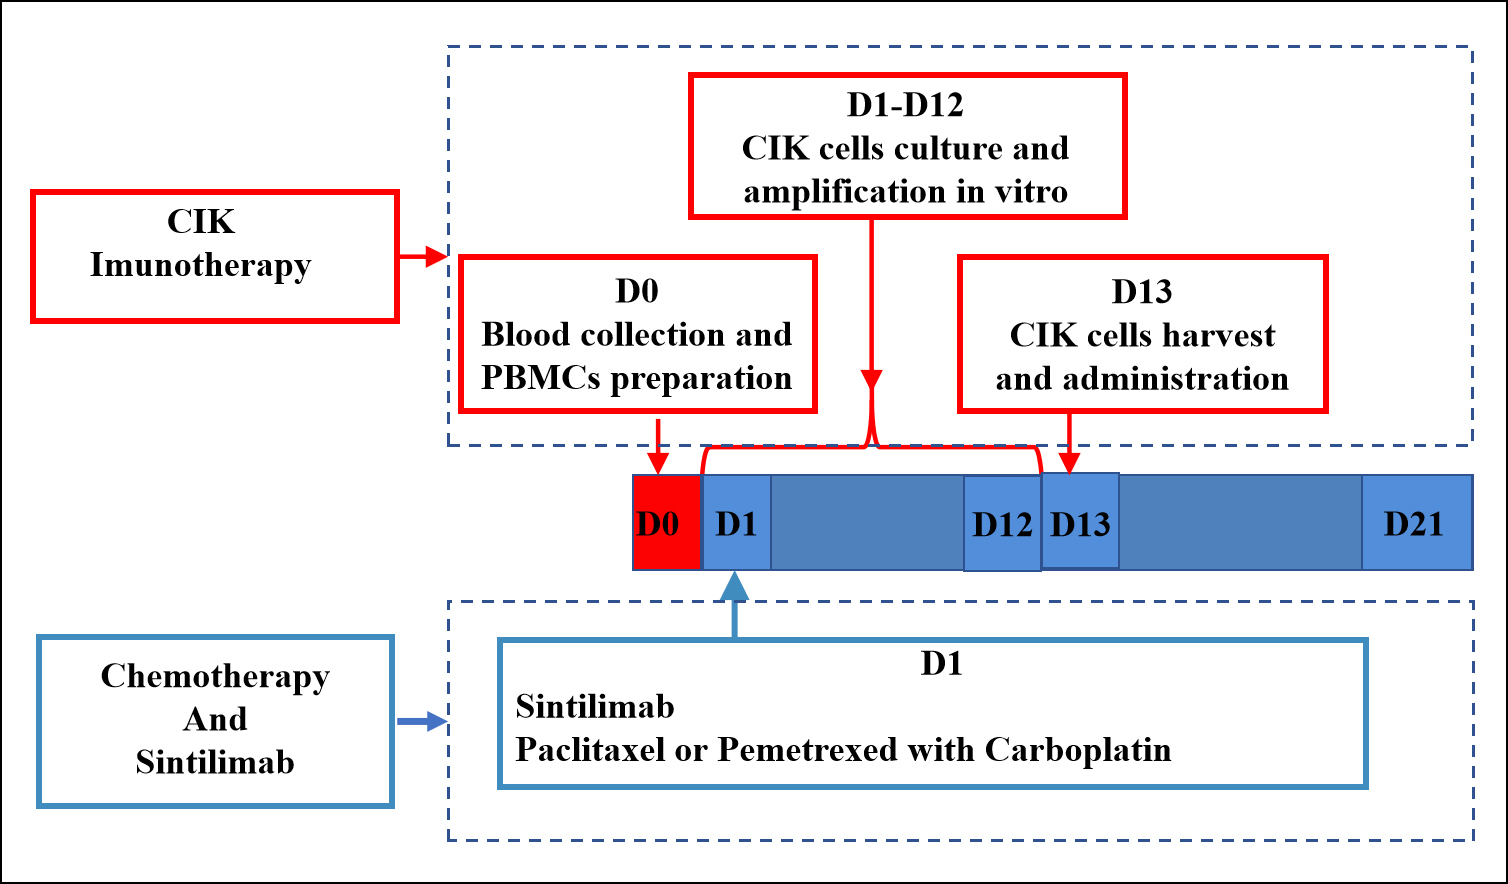 D1-D12
CIK cells culture and
amplification in vitro
CIK
Imunotherapy
D0
Blood collection and
PBMCs preparation
D13
CIK cells harvest
and administration
D0
D1
D12
D13
D21
Chemotherapy
And
Sintilimab
D1
Sintilimab
Paclitaxel or Pemetrexed with Carboplatin